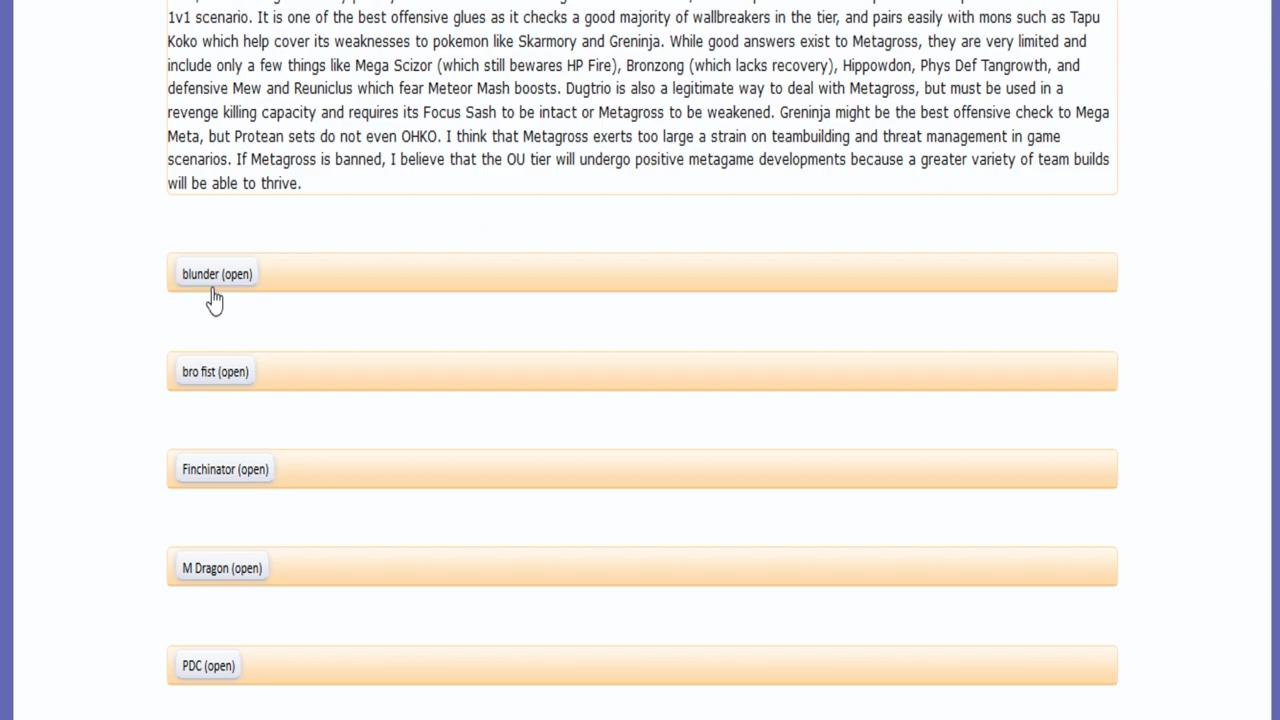 1v1 scenario. It is one of the best offensive glues as it checks a good majority of wallbreakers in the tier, and pairs easily with mons such as Tapu
Koko which help cover its weaknesses to pokemon like Skarmory and Greninja. While good answers exist to Metagross, they are very limited and
include only a few things like Mega Scizor (which still bewares HP Fire), Bronzong (which lacks recovery), Hippowdon, Phys Def Tangrowth, and
defensive Mew and Reuniclus which fear Meteor Mash boosts. Dugtrio is also a legitimate way to deal with Metagross, but must be used in a
revenge killing capacity and requires its Focus Sash to be intact or Metagross to be weakened. Greninja might be the best offensive check to Mega
Meta, but Protean sets do not even OHKO. I think that Metagross exerts too large a strain on teambuilding and threat management in game
scenarios. If Metagross is banned, I believe that the OU tier will undergo positive metagame developments because a greater variety of team builds
will be able to thrive.
blunder (open)
bro fist (open)
Finchinator (open)
M Dragon (open)
PDC (open)